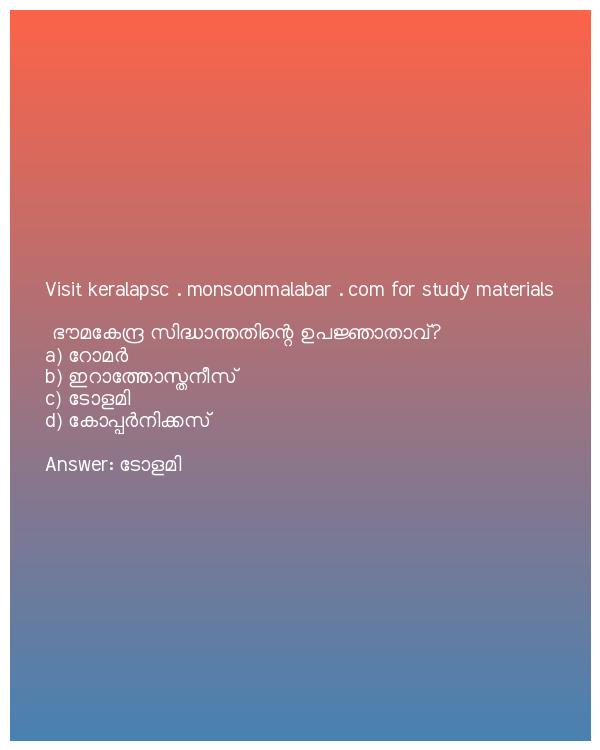 Visit keralapsc . monsoonmalabar . com for study materials
ഭൗമകേന്ദ്ര സിദ്ധാന്തതിന്റെ ഉപജ്ഞാതാവ്?
a) റോമർ
b) ഇറാത്തോസ്തനീസ്
c) ടോളമി
d) കോപ്പർനിക്കസ്
Answer: ടോളമി